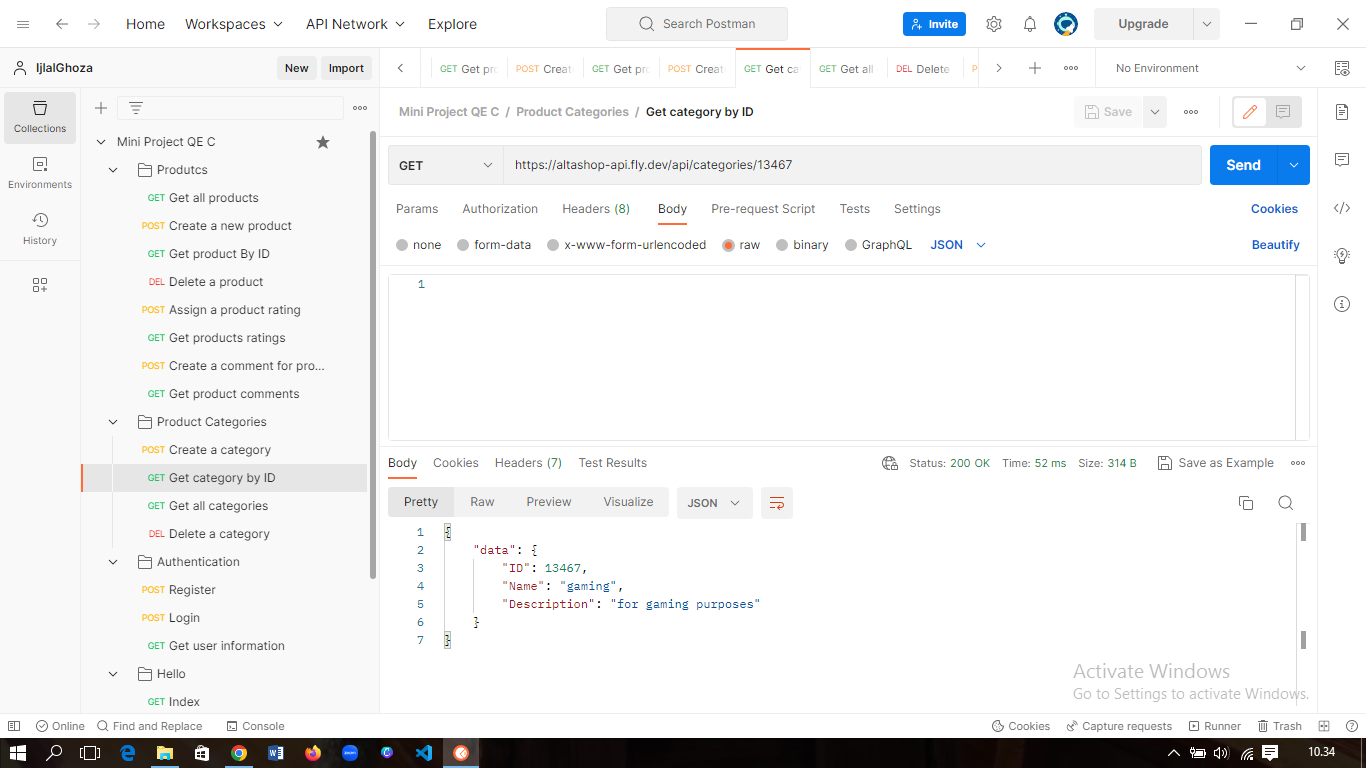 Home Workspaces API Network Explore Search Postman Invite Upgrade
IjlalGhoza New Import
GET Get pr POST Creat GET Get pr POST Creat GET Get ca GET Get all DEL Delete No Environment
Collections
Environments
History
Mini Project QE C
Produtcs
GET Get all products
POST Create a new product
GET Get product By ID
DEL Delete a product
POST Assign a product rating
GET Get products ratings
POST Create a comment for pro...
GET Get product comments
Product Categories
POST Create a category
GET Get category by ID
GET Get all categories
DEL Delete a category
Authentication
POST Register
POST Login
GET Get user information
Hello
GET Index
Mini Project QE C / Product Categories / Get category by ID Save
GET https://altashop-api.fly.dev/api/categories/13467 Send
Params Authorization Headers (8) Body Pre-request Script Tests Settings Cookies
none form-data x-www-form-urlencoded raw binary GraphQL JSON Beautify
1
Body Cookies Headers (7) Test Results Status: 200 OK Time: 52 ms Size: 314 B Save as Example
Pretty Raw Preview Visualize JSON
1 {
2 "data": {
3 "ID": 13467,
4 "Name": "gaming",
5 "Description": "for gaming purposes"
6 }
7 }
Activate Windows
Go to Settings to activate Windows.
Online Find and Replace Console Cookies Capture requests Runner Trash
10.34